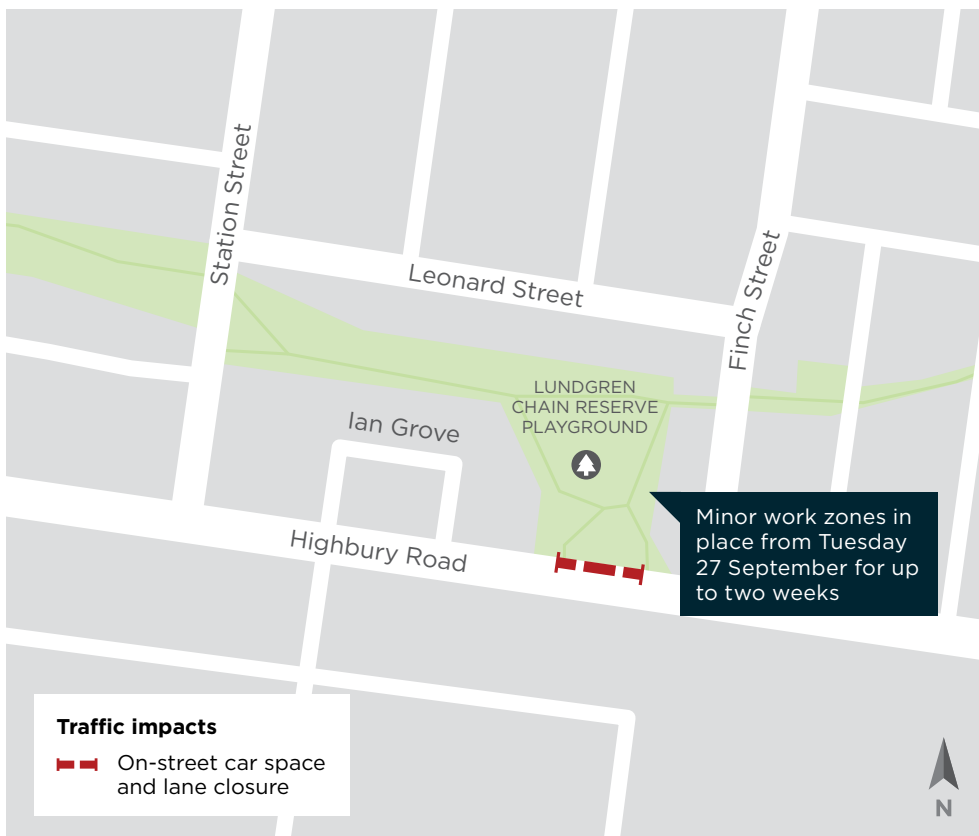 Station Street
Leonard Street
Finch Street
LUNDGREN
CHAIN RESERVE
PLAYGROUND
Ian Grove
Highbury Road
Minor work zones in
place from Tuesday
27 September for up
to two weeks
Traffic impacts
On-street car space
and lane closure
N